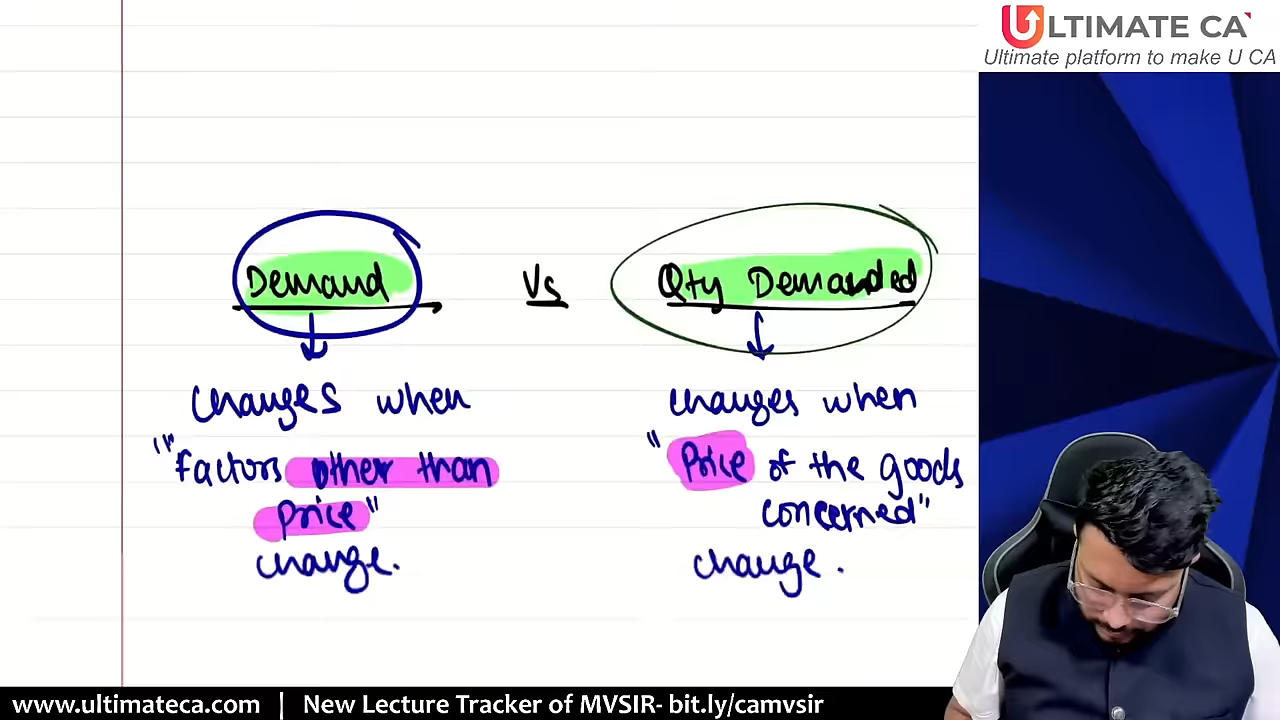 ULTIMATE CA
Ultimate platform to make U CA
Demand Vs Qty Demanded
changes when
"Factors other than
price"
change.
changes when
"Price of the goods
concerned"
change.
www.ultimateca.com | New Lecture Tracker of MVSIR- bit.ly/camvsir